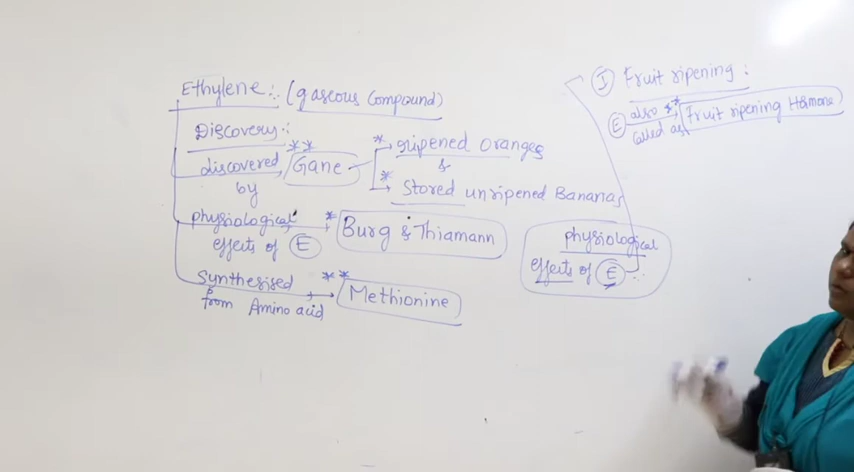 Ethylene:. (gaseous Compound)
Discovery:.
discovered by ** Gane
* ripened Oranges
&
* Stored unripened Bananas
physiological effects of E * Burg & Thiamann
Synthesised from Amino acid ** Methionine
I Fruit ripening :
E also called as ** Fruit ripening Hormone
physiological
effects of E :.